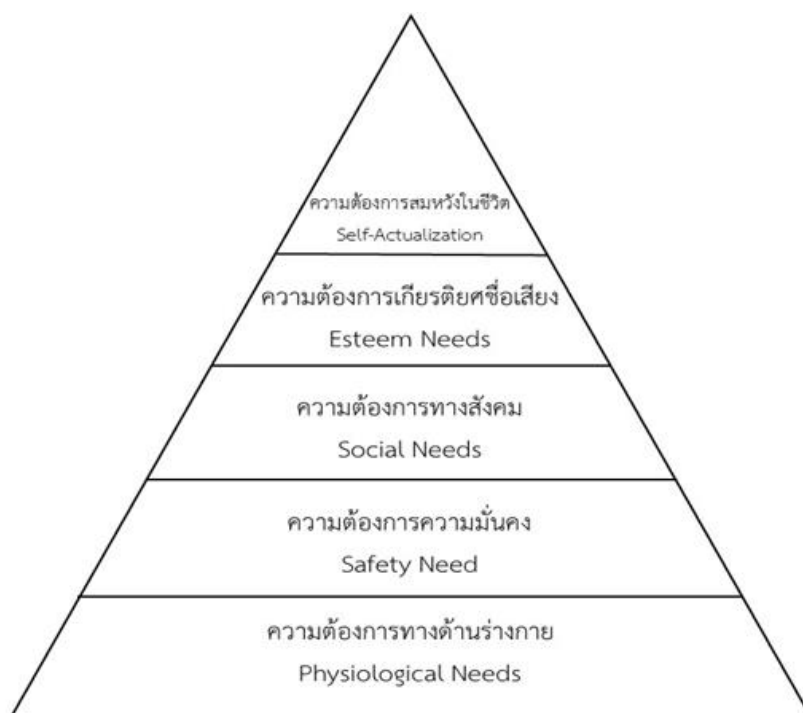 ความต้องการสมหวังในชีวิต
Self-Actualization
ความต้องการเกียรติยศชื่อเสียง
Esteem Needs
ความต้องการทางสังคม
Social Needs
ความต้องการความมั่นคง
Safety Need
ความต้องการทางด้านร่างกาย
Physiological Needs